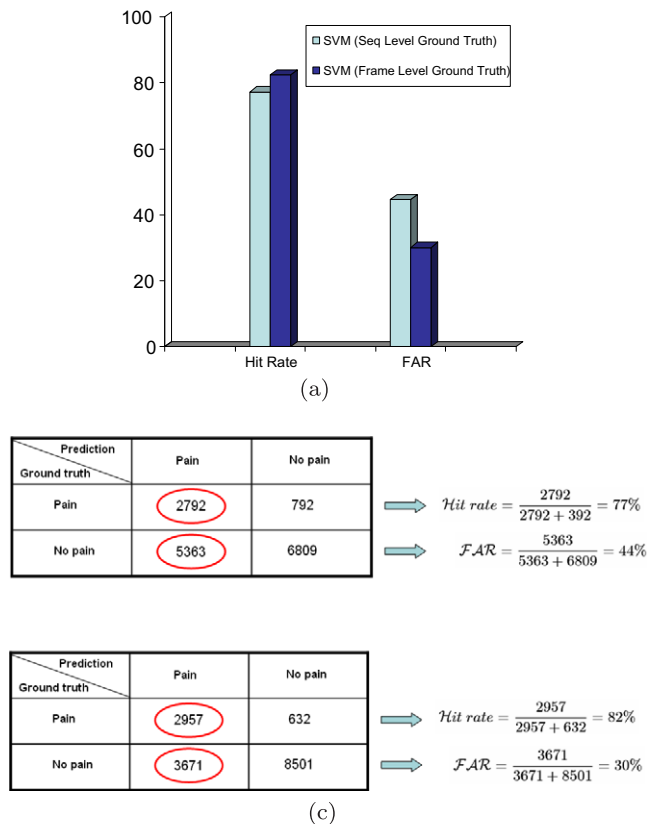 100
80
60
40
20
0
SVM (Seq Level Ground Truth)
SVM (Frame Level Ground Truth)
Hit Rate FAR
(a)
Prediction
Ground truth
Pain No pain
Pain 2792 792
No pain 5363 6809
Hit rate = 2792 / (2792 + 392) = 77%
FAR = 5363 / (5363 + 6809) = 44%
Prediction
Ground truth
Pain No pain
Pain 2957 632
No pain 3671 8501
Hit rate = 2957 / (2957 + 632) = 82%
FAR = 3671 / (3671 + 8501) = 30%
(c)